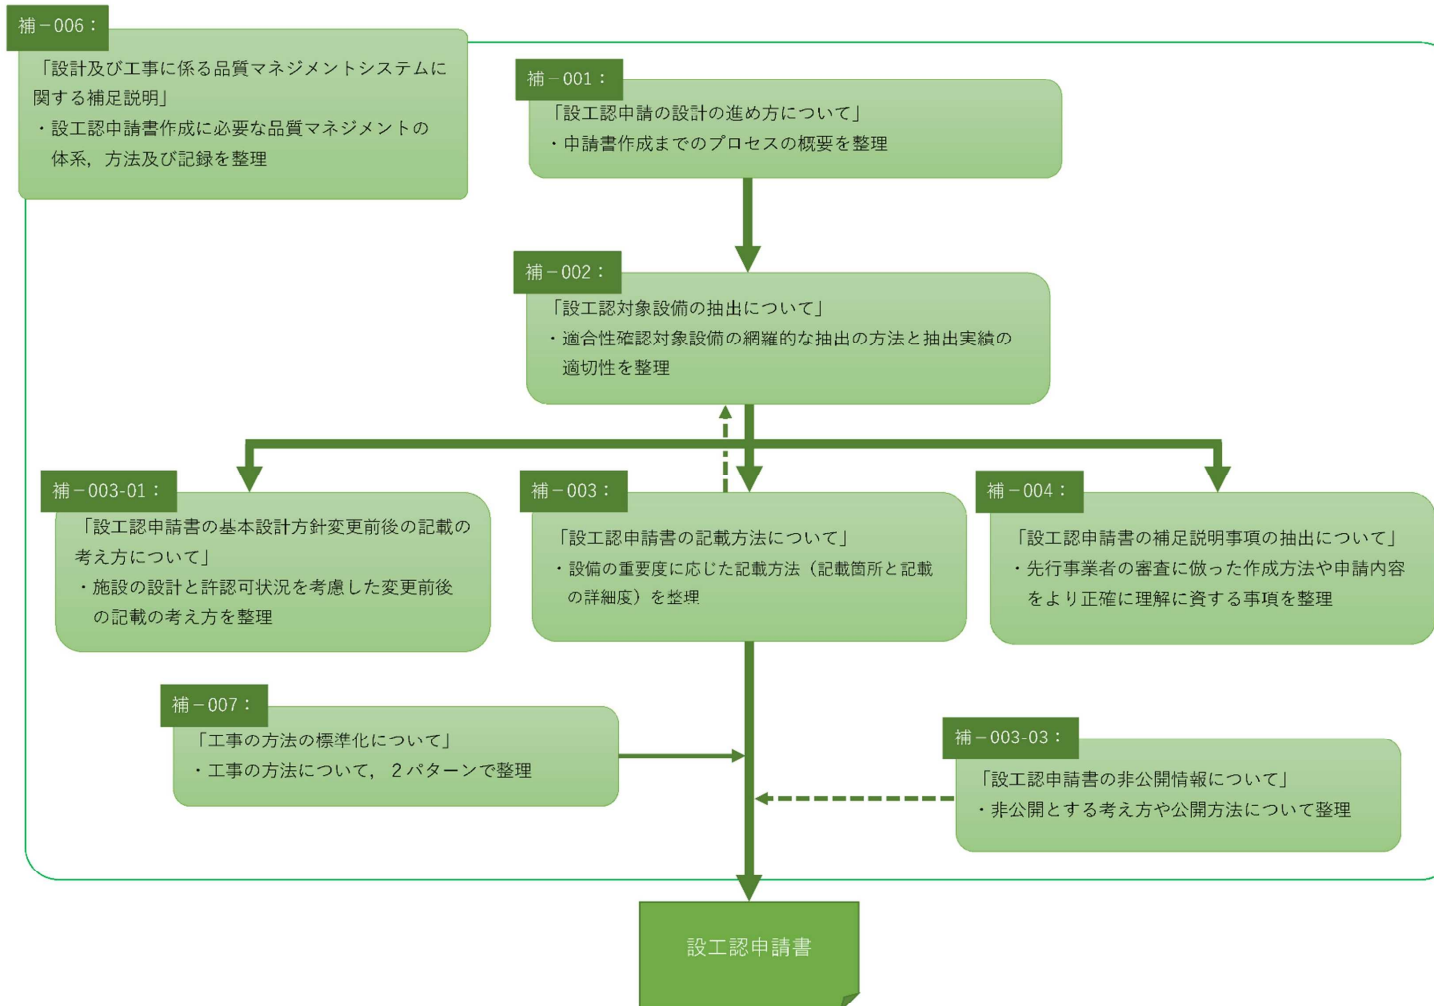 補－006：
「設計及び工事に係る品質マネジメントシステムに
関する補足説明」
・設工認申請書作成に必要な品質マネジメントの
体系，方法及び記録を整理
補－001：
「設工認申請の設計の進め方について」
・申請書作成までのプロセスの概要を整理
補－002：
「設工認対象設備の抽出について」
・適合性確認対象設備の網羅的な抽出の方法と抽出実績の
適切性を整理
補－003-01：
「設工認申請書の基本設計方針変更前後の記載の
考え方について」
・施設の設計と許認可状況を考慮した変更前後
の記載の考え方を整理
補－003：
「設工認申請書の記載方法について」
・設備の重要度に応じた記載方法（記載箇所と記載
の詳細度）を整理
補－004：
「設工認申請書の補足説明事項の抽出について」
・先行事業者の審査に倣った作成方法や申請内容
をより正確に理解に資する事項を整理
補－007：
「工事の方法の標準化について」
・工事の方法について，２パターンで整理
補－003-03：
「設工認申請書の非公開情報について」
・非公開とする考え方や公開方法について整理
設工認申請書